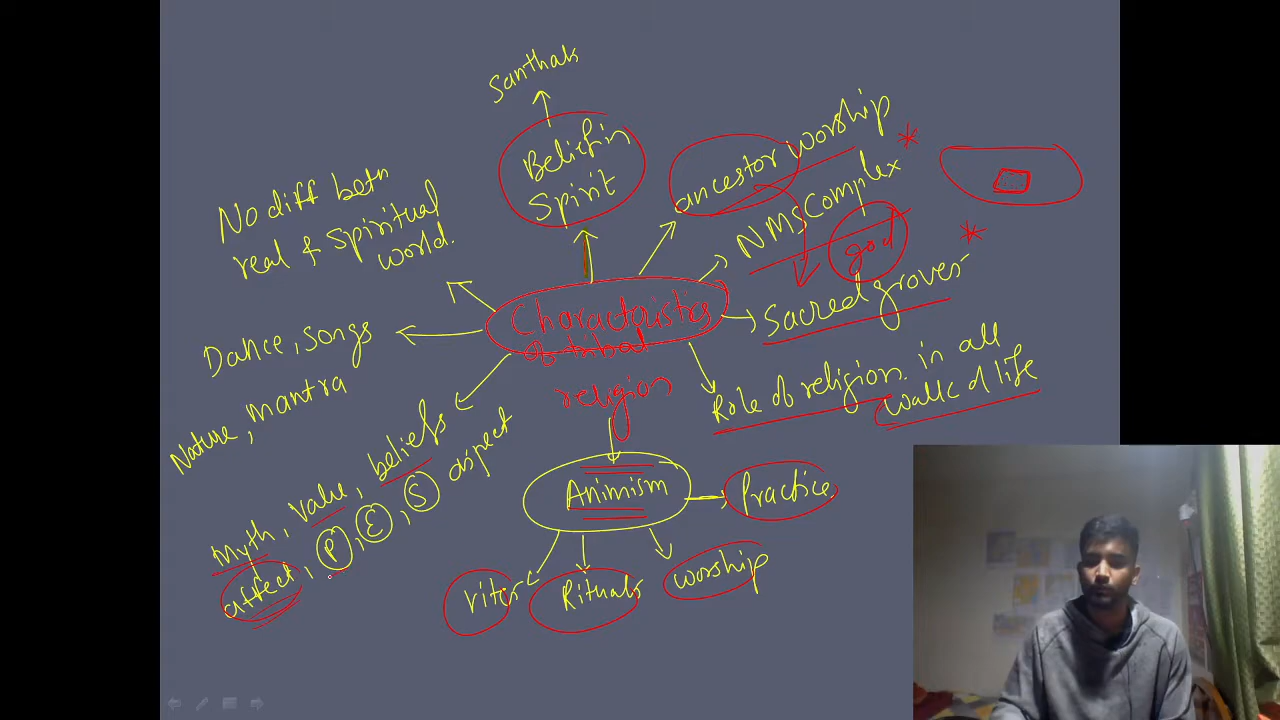 Santhals
Belief in
Spirit
ancestor worship
NMS Complex
god
Sacred groves
Role of religion in all
walk of life
No diff betn
real & spiritual
world.
Characteristics
of tribal
religion
Dance, Songs
Nature, mantra
Myth, value, beliefs
affect, P, E, S aspect
Animism
Practice
rites
Rituals
worship